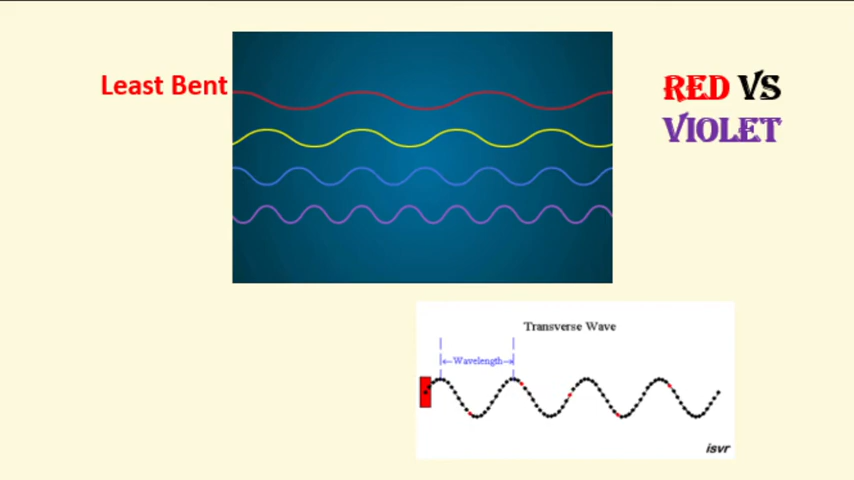 Least Bent
RED VS
VIOLET
Transverse Wave
Wavelength
isvr